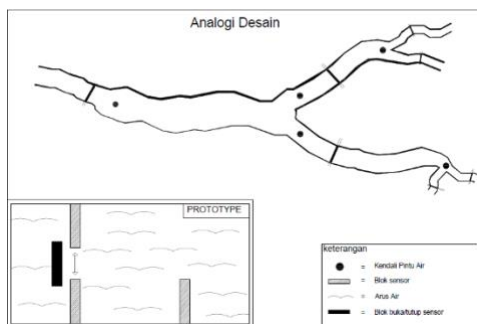 Analogi Desain
PROTOTYPE
keterangan
= Kendali Pintu Air
= Blok sensor
= Arus Air
= Blok buka/tutup sensor